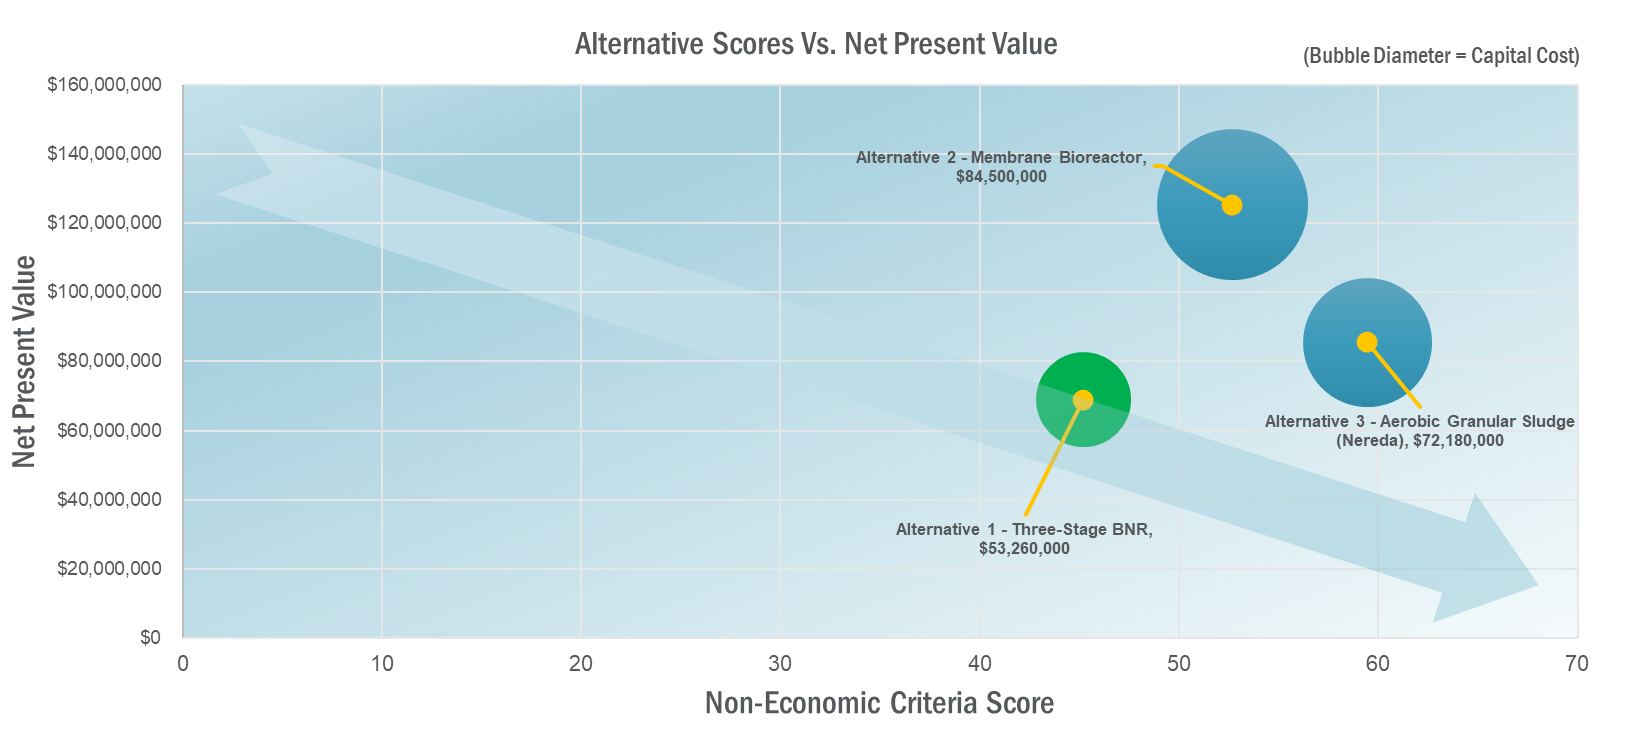 Alternative Scores Vs. Net Present Value
(Bubble Diameter = Capital Cost)
$160,000,000
$140,000,000
$120,000,000
$100,000,000
$80,000,000
$60,000,000
$40,000,000
$20,000,000
$0
Net Present Value
Alternative 2 - Membrane Bioreactor,
$84,500,000
Alternative 3 - Aerobic Granular Sludge
(Nereda), $72,180,000
Alternative 1 - Three-Stage BNR,
$53,260,000
0 10 20 30 40 50 60 70
Non-Economic Criteria Score